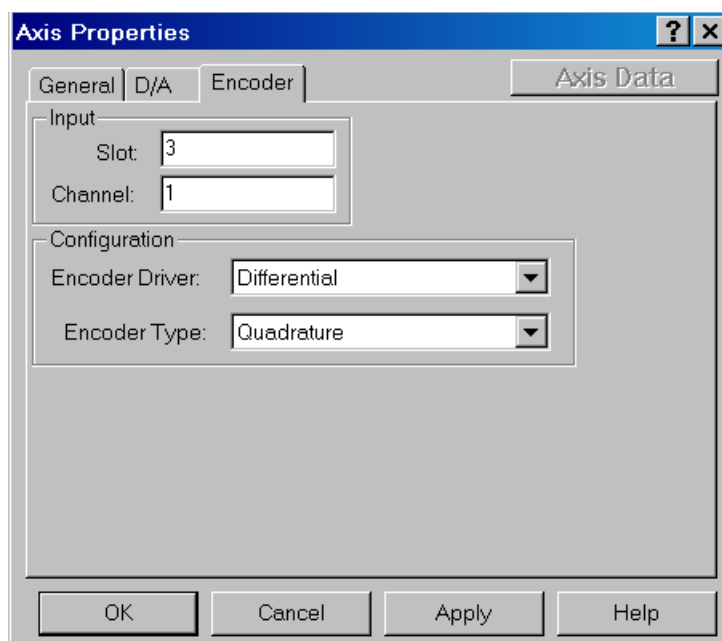 Axis Properties
General D/A Encoder Axis Data
Input
Slot: 3
Channel: 1
Configuration
Encoder Driver: Differential
Encoder Type: Quadrature
OK Cancel Apply Help